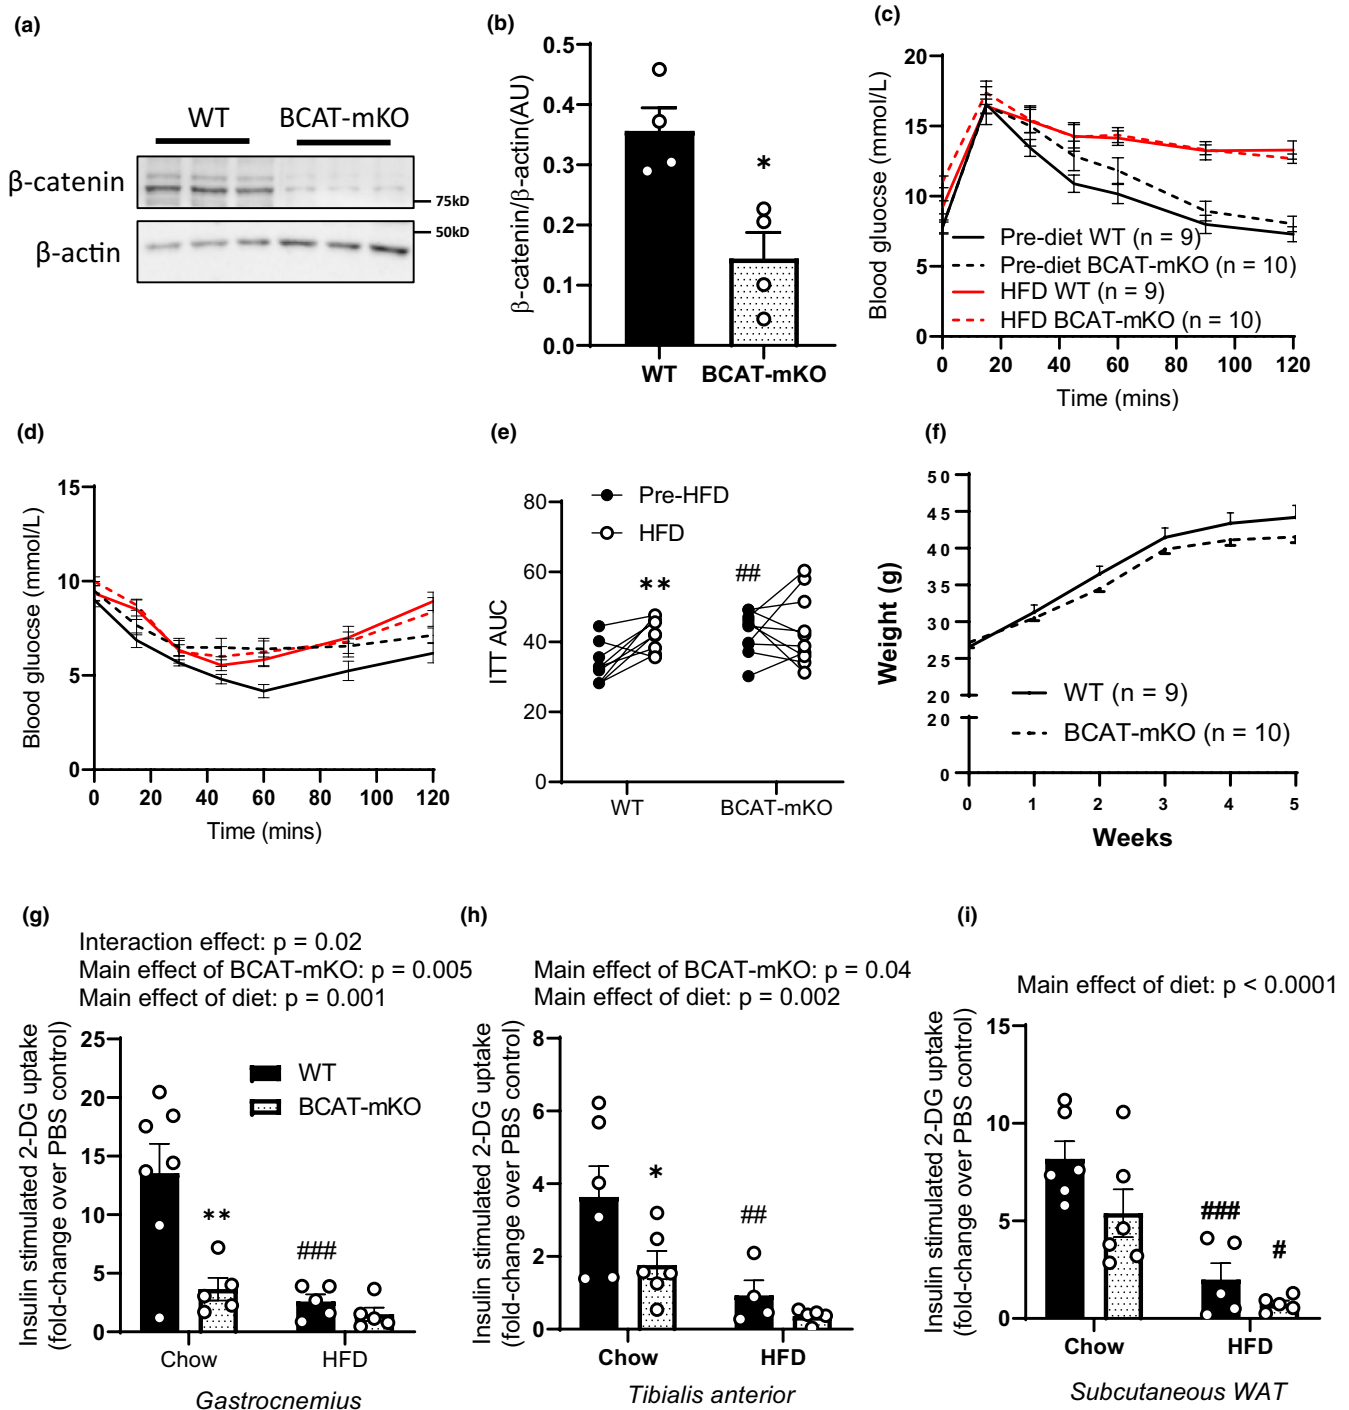 (a)
WT
BCAT-mKO
β-catenin
75kD
50kD
β-actin
(b)
β-catenin/β-actin(AU)
0.5
0.4
0.3
0.2
0.1
0.0
*
WT
BCAT-mKO
(c)
Blood gluocse (mmol/L)
20
15
10
5
0
Pre-diet WT (n = 9)
Pre-diet BCAT-mKO (n = 10)
HFD WT (n = 9)
HFD BCAT-mKO (n = 10)
0 20 40 60 80 100 120
Time (mins)
(d)
Blood gluocse (mmol/L)
15
10
5
0
0 20 40 60 80 100 120
Time (mins)
(e)
ITT AUC
80
60
40
20
0
Pre-HFD
HFD
**
##
WT
BCAT-mKO
(f)
Weight (g)
50
45
40
35
30
25
20
20
0
WT (n = 9)
BCAT-mKO (n = 10)
0 1 2 3 4 5
Weeks
(g)
Interaction effect: p = 0.02
Main effect of BCAT-mKO: p = 0.005
Main effect of diet: p = 0.001
Insulin stimulated 2-DG uptake
(fold-change over PBS control)
25
20
15
10
5
0
WT
BCAT-mKO
**
###
Chow
HFD
Gastrocnemius
(h)
Main effect of BCAT-mKO: p = 0.04
Main effect of diet: p = 0.002
Insulin stimulated 2-DG uptake
(fold-change over PBS control)
8
6
4
2
0
*
##
Chow
HFD
Tibialis anterior
(i)
Main effect of diet: p < 0.0001
Insulin stimulated 2-DG uptake
(fold-change over PBS control)
15
10
5
0
###
#
Chow
HFD
Subcutaneous WAT